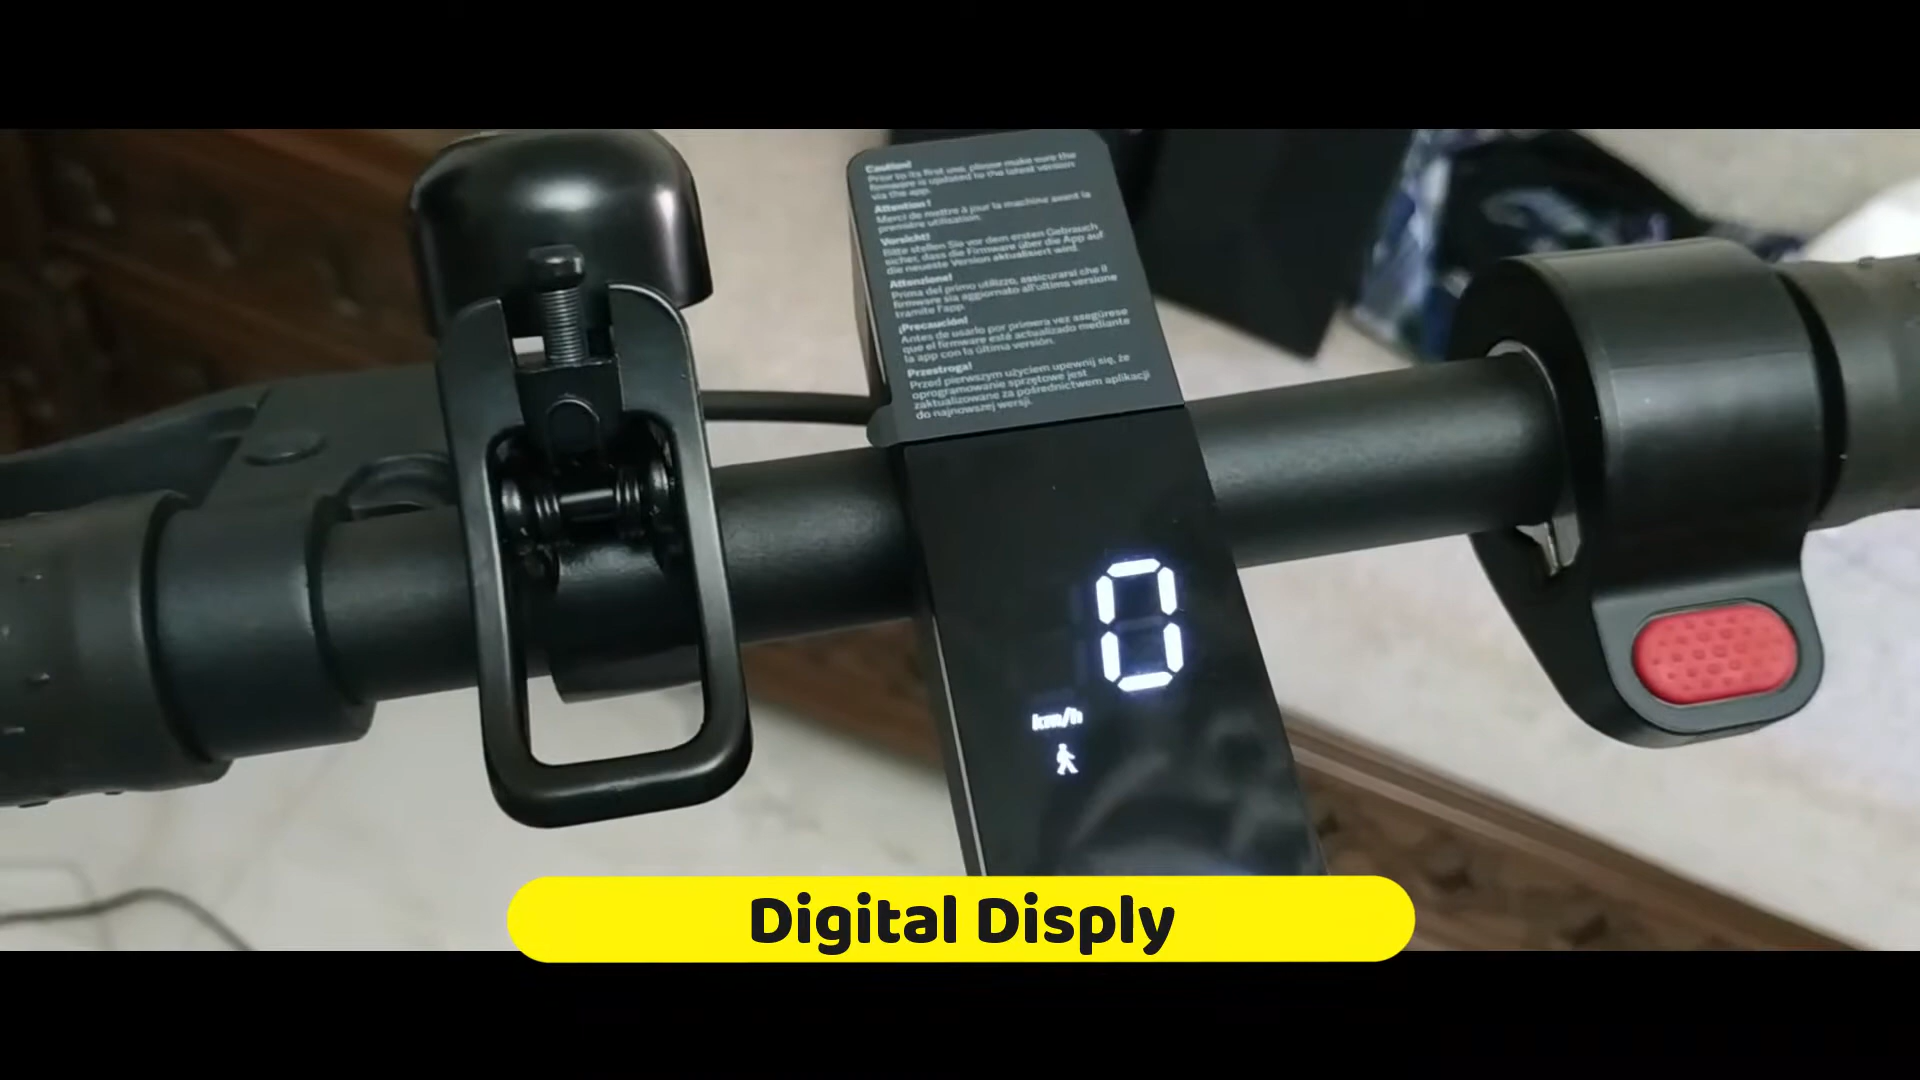 Caution!
Prior to its first use, please make sure the
firmware is updated to the latest version
via the app.
Attention!
Merci de mettre à jour la machine avant la
première utilisation.
Vorsicht!
Bitte stellen Sie vor dem ersten Gebrauch
sicher, dass die Firmware über die App auf
die neueste Version aktualisiert wird.
Attenzione!
Prima del primo utilizzo, assicurarsi che il
firmware sia aggiornato all'ultima versione
tramite l'app.
¡Precaución!
Antes de usarlo por primera vez asegúrese
que el firmware esté actualizado mediante
la app con la última versión.
Przestroga!
Przed pierwszym użyciem upewnij się, że
oprogramowanie sprzętowe jest
zaktualizowane za pośrednictwem aplikacji
do najnowszej wersji.
0
km/h
Digital Disply